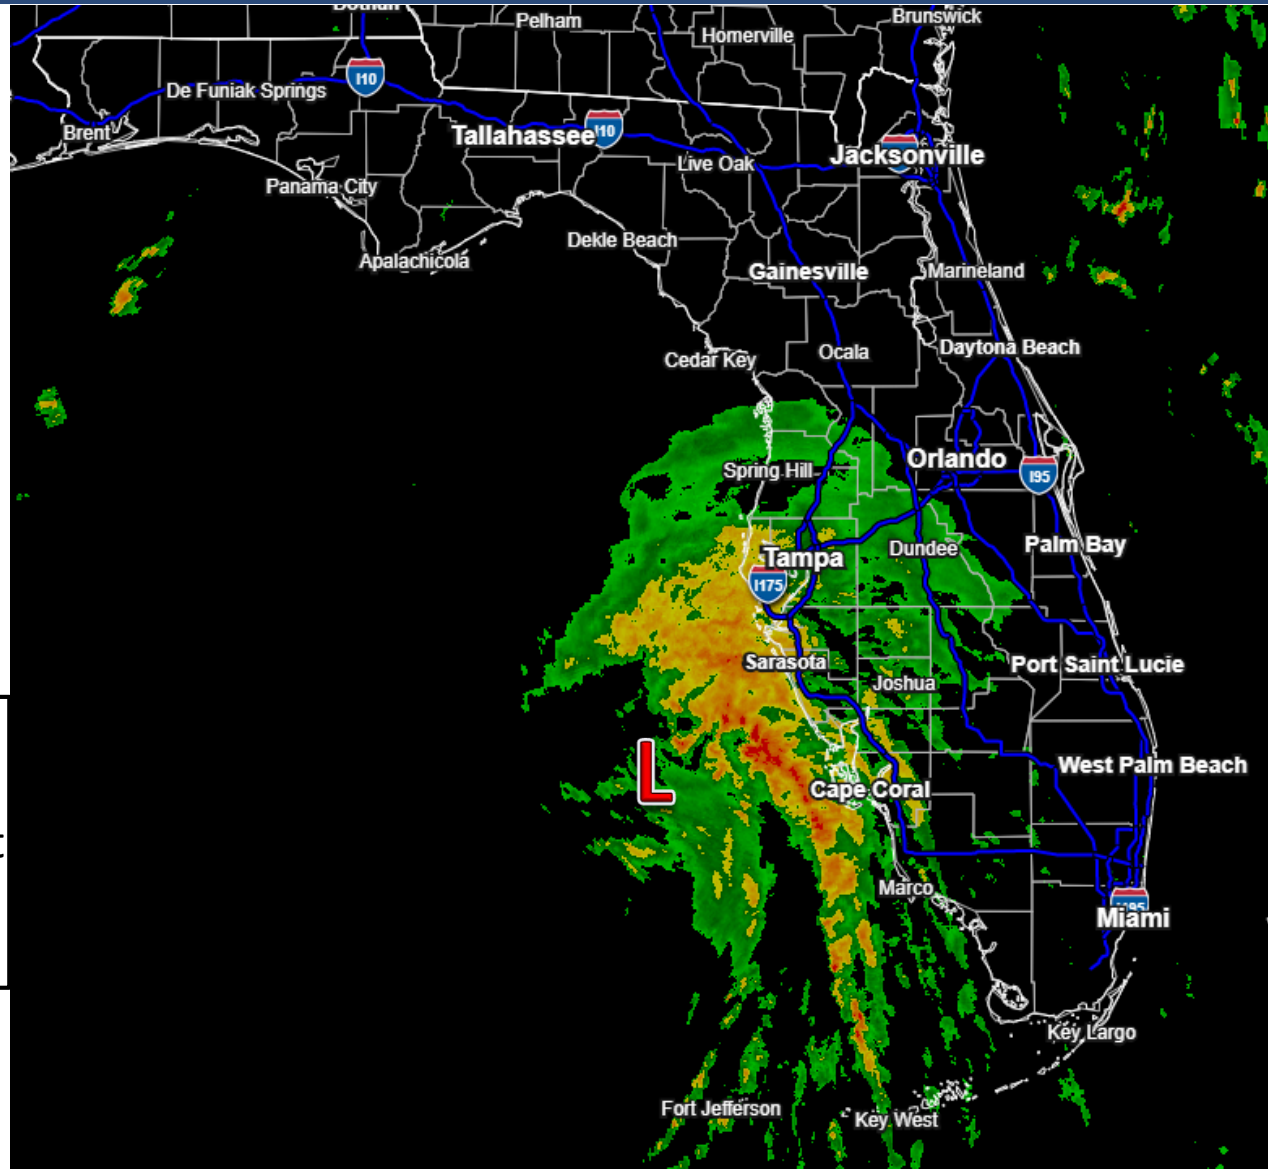 Pelham
Brunswick
Homerville
I10
De Funiak Springs
Brent
Tallahassee
I10
Live Oak
Jacksonville
Panama City
Dekle Beach
Apalachicola
Gainesville
Marineland
Cedar Key
Ocala
Daytona Beach
Spring Hill
Orlando
I95
Tampa
Dundee
Palm Bay
I175
Sarasota
Joshua
Port Saint Lucie
L
Cape Coral
West Palm Beach
Marco
Miami
Key Largo
Fort Jefferson
Key West